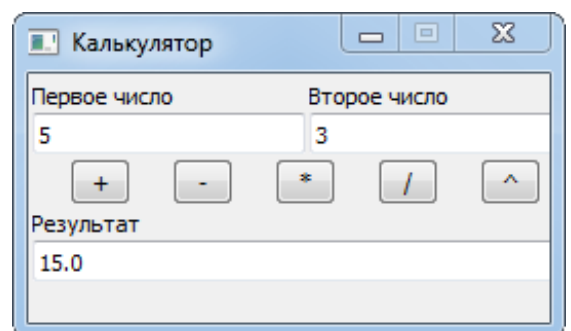 Калькулятор
Первое число Второе число
5 3
+ - * / ^
Результат
15.0